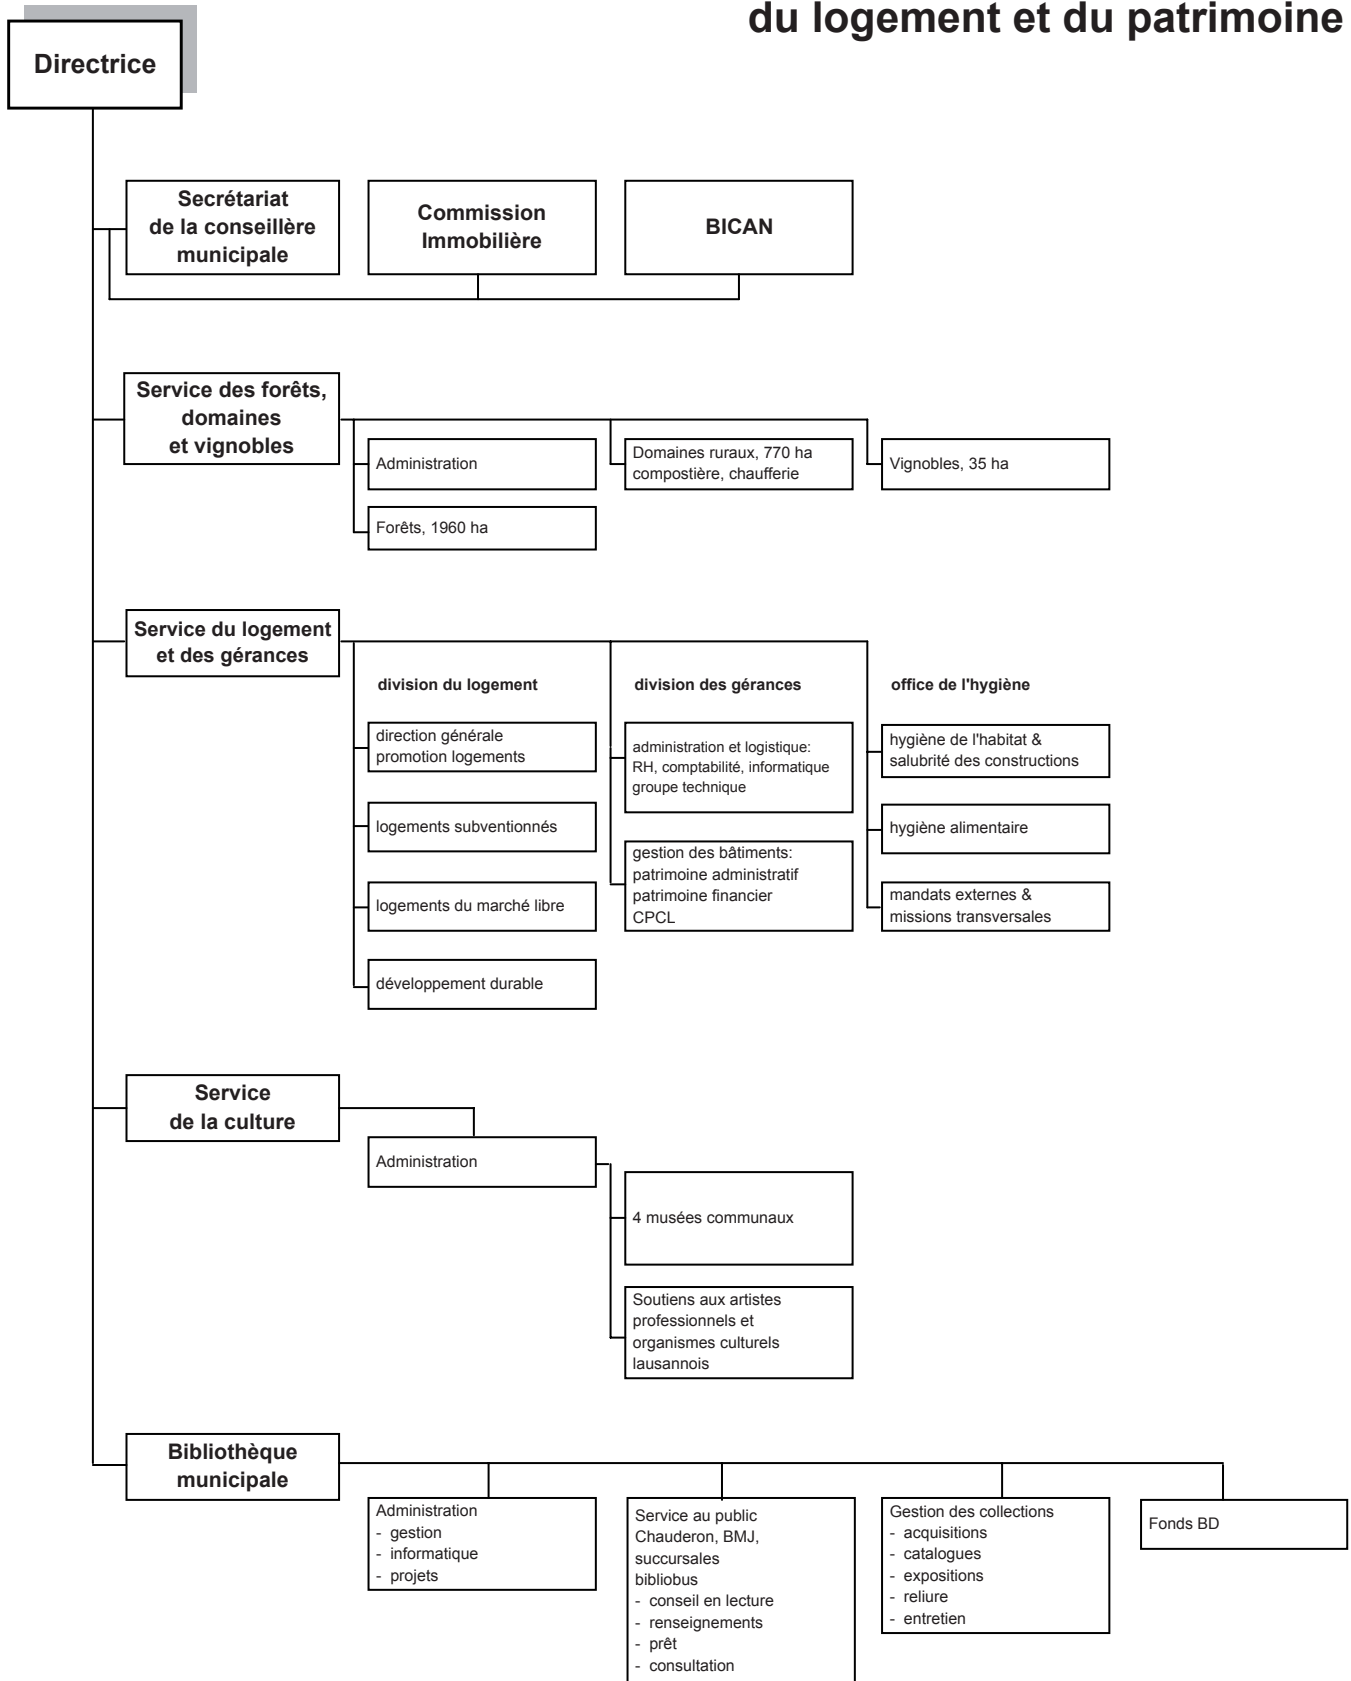 du logement et du patrimoine
Directrice
Secrétariat
de la conseillère
municipale
Commission
Immobilière
BICAN
Service des forêts,
domaines
et vignobles
Administration
Domaines ruraux, 770 ha
compostière, chaufferie
Vignobles, 35 ha
Forêts, 1960 ha
Service du logement
et des gérances
division du logement
direction générale
promotion logements
logements subventionnés
logements du marché libre
développement durable
division des gérances
administration et logistique:
RH, comptabilité, informatique
groupe technique
gestion des bâtiments:
patrimoine administratif
patrimoine financier
CPCL
office de l'hygiène
hygiène de l'habitat &
salubrité des constructions
hygiène alimentaire
mandats externes &
missions transversales
Service
de la culture
Administration
4 musées communaux
Soutiens aux artistes
professionnels et
organismes culturels
lausannois
Bibliothèque
municipale
Administration
- gestion
- informatique
- projets
Service au public
Chauderon, BMJ,
succursales
bibliobus
- conseil en lecture
- renseignements
- prêt
- consultation
Gestion des collections
- acquisitions
- catalogues
- expositions
- reliure
- entretien
Fonds BD